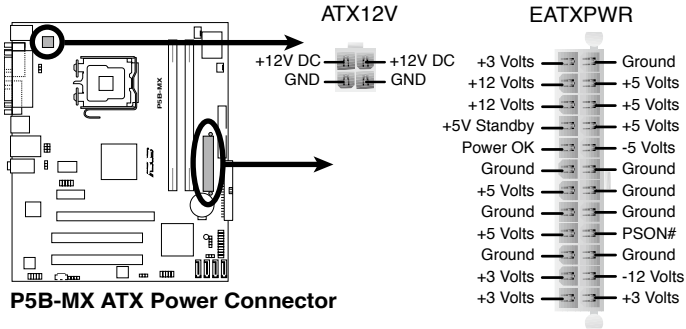 ATX12V
EATXPWR
+12V DC +12V DC
GND GND
+3 Volts Ground
+12 Volts +5 Volts
+12 Volts +5 Volts
+5V Standby +5 Volts
Power OK -5 Volts
Ground Ground
+5 Volts Ground
Ground Ground
+5 Volts PSON#
Ground Ground
+3 Volts -12 Volts
+3 Volts +3 Volts
P5B-MX
P5B-MX ATX Power Connector